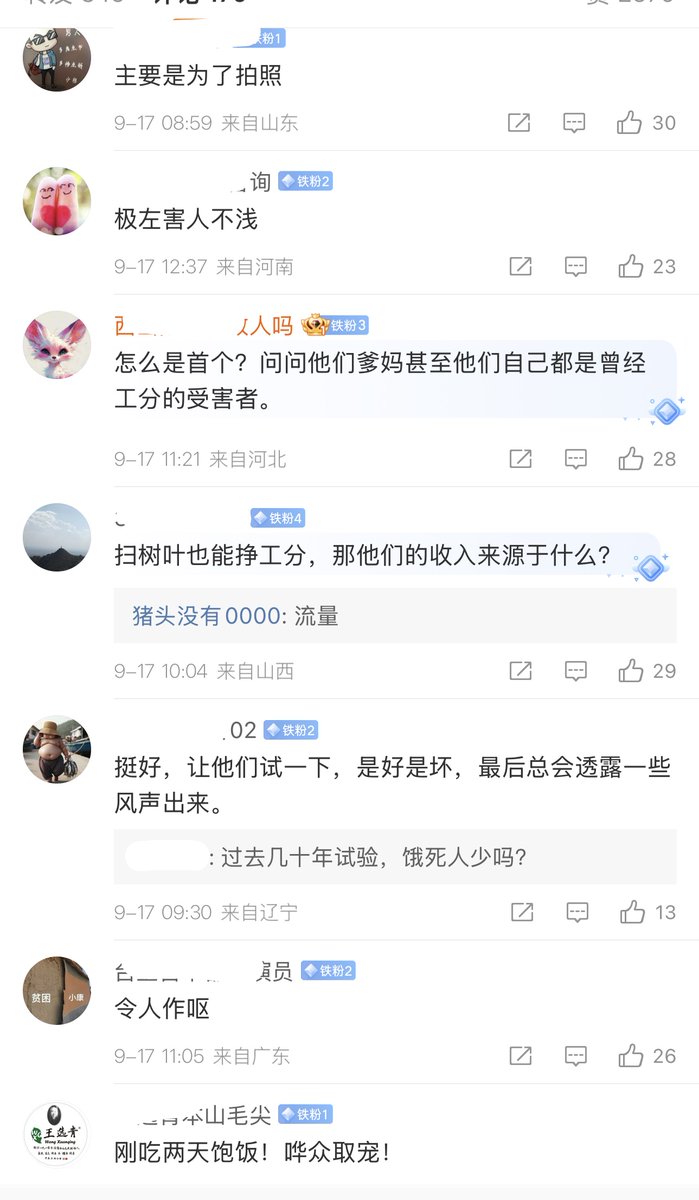 铁粉1
主要是为了拍照
9-17 08:59 来自山东
30
询 铁粉2
极左害人不浅
9-17 12:37 来自河南
23
人吗 铁粉3
怎么是首个？问问他们爹妈甚至他们自己都是曾经
工分的受害者。
9-17 11:21 来自河北
28
铁粉4
扫树叶也能挣工分，那他们的收入来源于什么？
猪头没有0000: 流量
9-17 10:04 来自山西
29
02 铁粉2
挺好，让他们试一下，是好是坏，最后总会透露一些
风声出来。
: 过去几十年试验，饿死人少吗?
9-17 09:30 来自辽宁
13
员 铁粉2
贫困
小康
令人作呕
9-17 11:05 来自广东
26
本山毛尖 铁粉1
王选青
刚吃两天饱饭！哗众取宠！